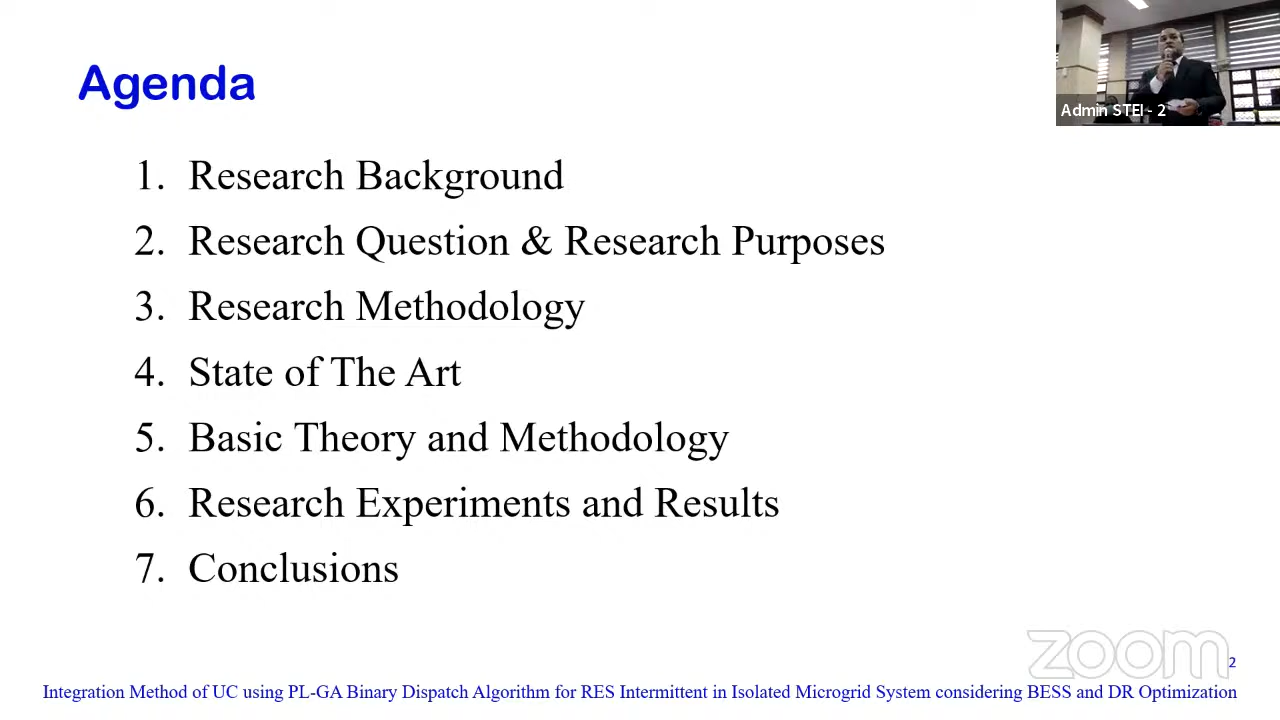 Agenda
Admin STEI - 2
1. Research Background
2. Research Question & Research Purposes
3. Research Methodology
4. State of The Art
5. Basic Theory and Methodology
6. Research Experiments and Results
7. Conclusions
zoom
2
Integration Method of UC using PL-GA Binary Dispatch Algorithm for RES Intermittent in Isolated Microgrid System considering BESS and DR Optimization